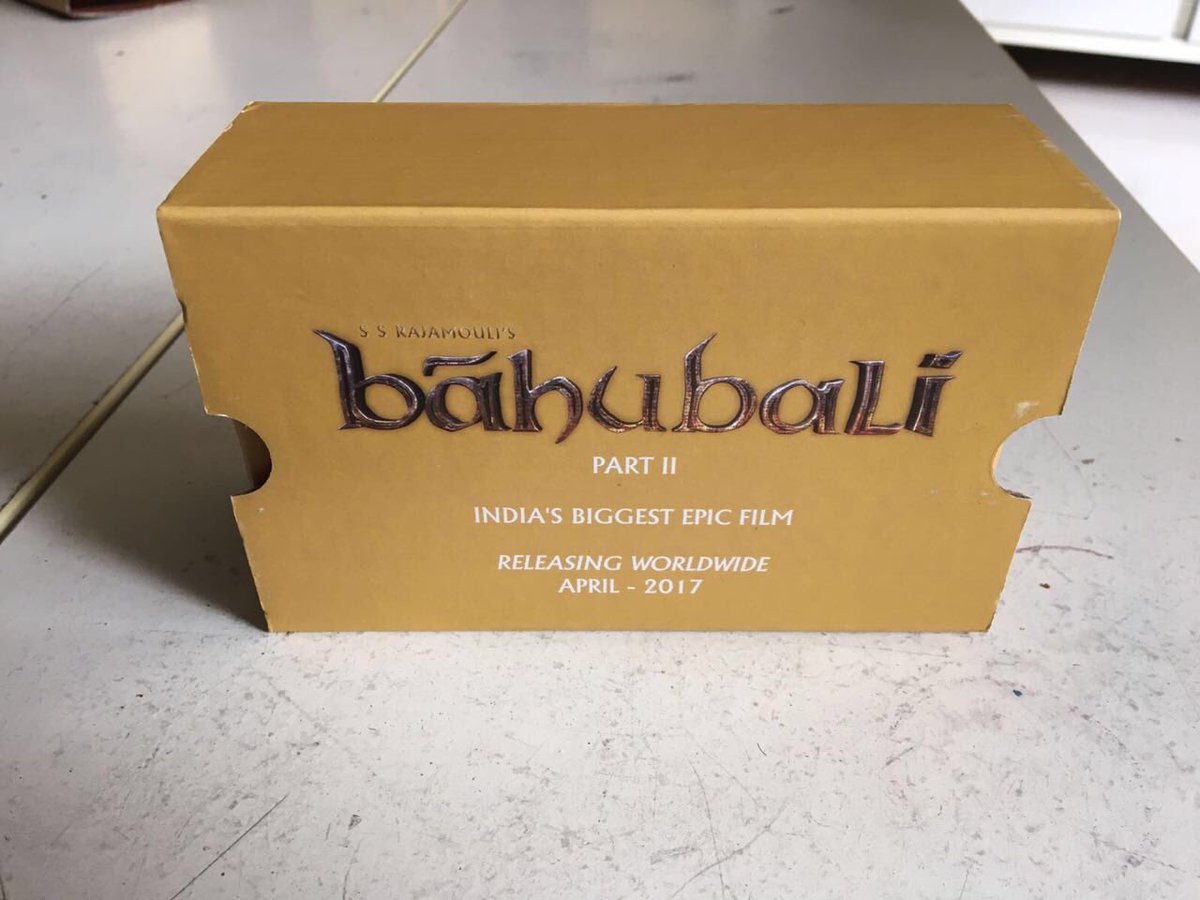 S S RAJAMOULI'S
bāhubali
PART II
INDIA'S BIGGEST EPIC FILM
RELEASING WORLDWIDE
APRIL - 2017